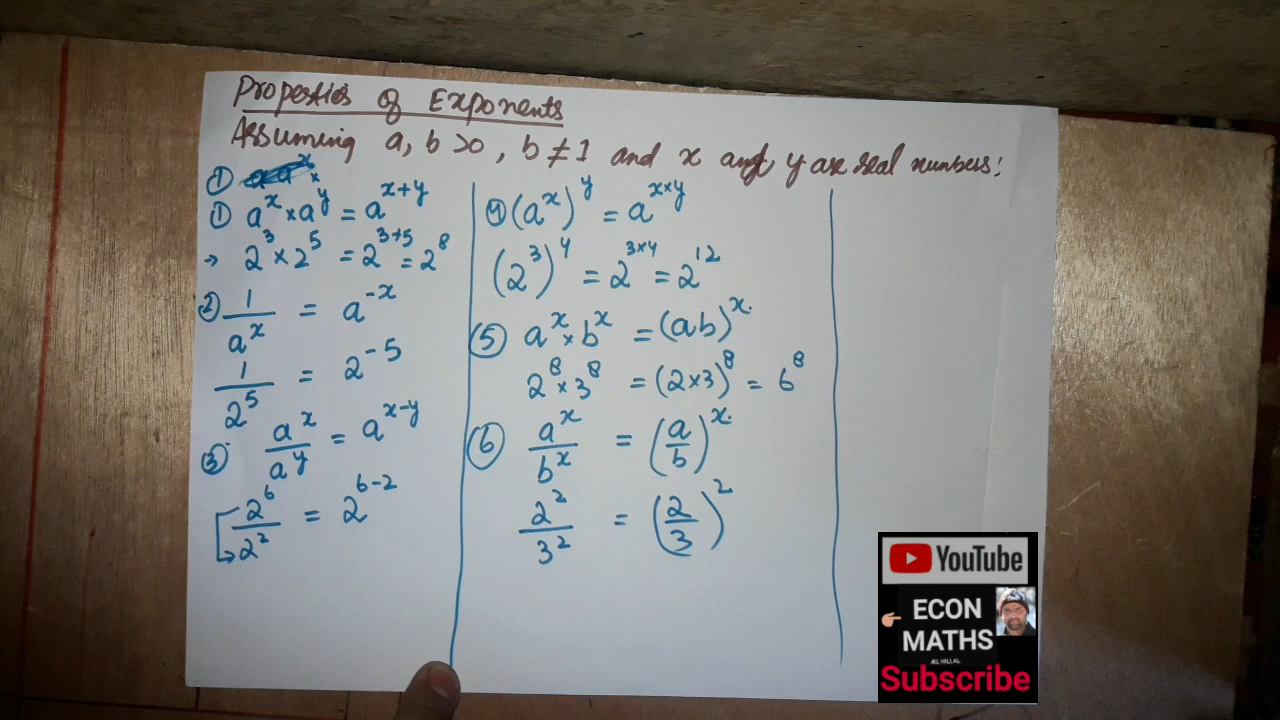 Properties of Exponents
Assuming a, b >0, b ≠ 1 and x and y are real numbers:
①
① a^x × a^y = a^(x+y)
→ 2^3 × 2^5 = 2^(3+5) = 2^8
② 1/a^x = a^(-x)
1/2^5 = 2^(-5)
③ a^x/a^y = a^(x-y)
2^6/2^2 = 2^(6-2)
④ (a^x)^y = a^(x×y)
(2^3)^4 = 2^(3×4) = 2^12
⑤ a^x × b^x = (ab)^x.
2^8 × 3^8 = (2×3)^8 = 6^8
⑥ a^x/b^x = (a/b)^x.
2^2/3^2 = (2/3)^2
YouTube
ECON
MATHS
Subscribe